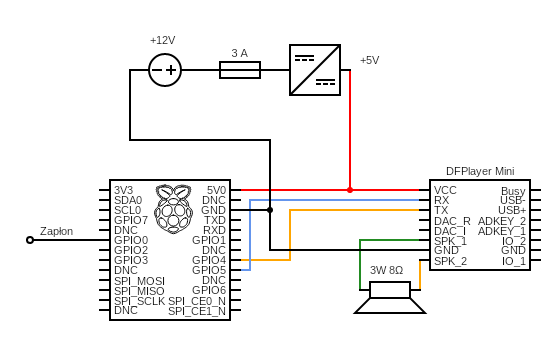 +12V
3 A
+5V
DFPlayer Mini
Zapłon
3V3 5V0
SDA0 DNC
SCL0 GND
GPIO7 TXD
DNC RXD
GPIO0 GPIO1
GPIO2 DNC
GPIO3 GPIO4
DNC GPIO5
SPI_MOSI DNC
SPI_MISO GPIO6
SPI_SCLK SPI_CE0_N
DNC SPI_CE1_N
VCC Busy
RX USB-
TX USB+
DAC_R ADKEY_2
DAC_I ADKEY_1
SPK_1 IO_2
GND GND
SPK_2 IO_1
3W 8Ω